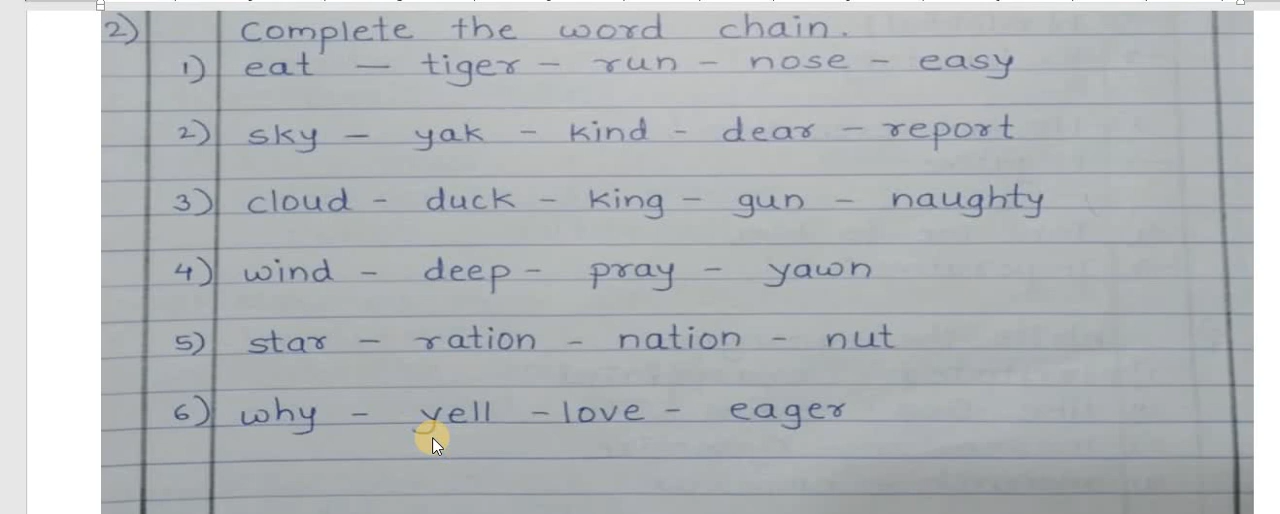 2) Complete the word chain.
1) eat - tiger - run - nose - easy
2) sky - yak - kind - dear - report
3) cloud - duck - king - gun - naughty
4) wind - deep - pray - yawn
5) star - ration - nation - nut
6) why - yell - love - eager